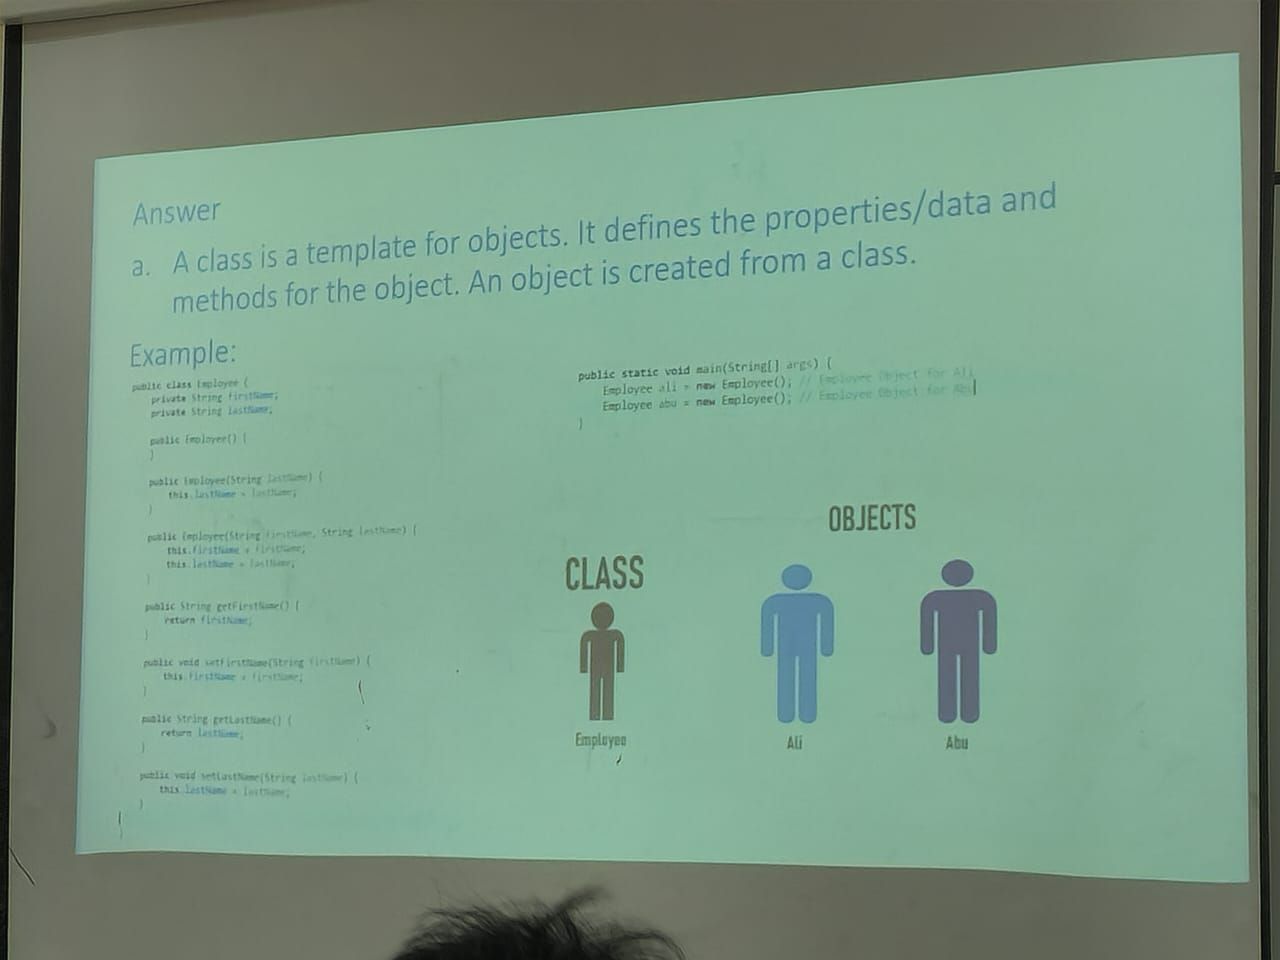 Answer
a. A class is a template for objects. It defines the properties/data and
methods for the object. An object is created from a class.
Example:
public class Employee {
private String firstName;
private String lastName;
public Employee() {
}
public Employee(String lastName) {
this.lastName = lastName;
}
public Employee(String firstName, String lastName) {
this.firstName = firstName;
this.lastName = lastName;
}
public String getFirstName() {
return firstName;
}
public void setFirstName(String firstName) {
this.firstName = firstName;
}
public String getLastName() {
return lastName;
}
public void setLastName(String lastName) {
this.lastName = lastName;
}
}
public static void main(String[] args) {
Employee ali = new Employee(); // Employee Object for Ali
Employee abu = new Employee(); // Employee Object for Abu
}
CLASS
Employee
OBJECTS
Ali
Abu